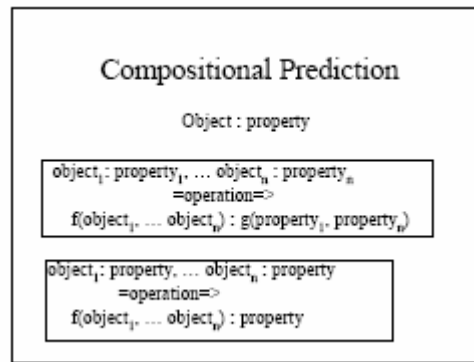 Compositional Prediction
Object : property
object₁ : property₁, ... objectₙ : propertyₙ
=operation=>
f(object₁, ... objectₙ) : g(property₁, propertyₙ)
object₁ : property, ... objectₙ : property
=operation=>
f(object₁, ... objectₙ) : property